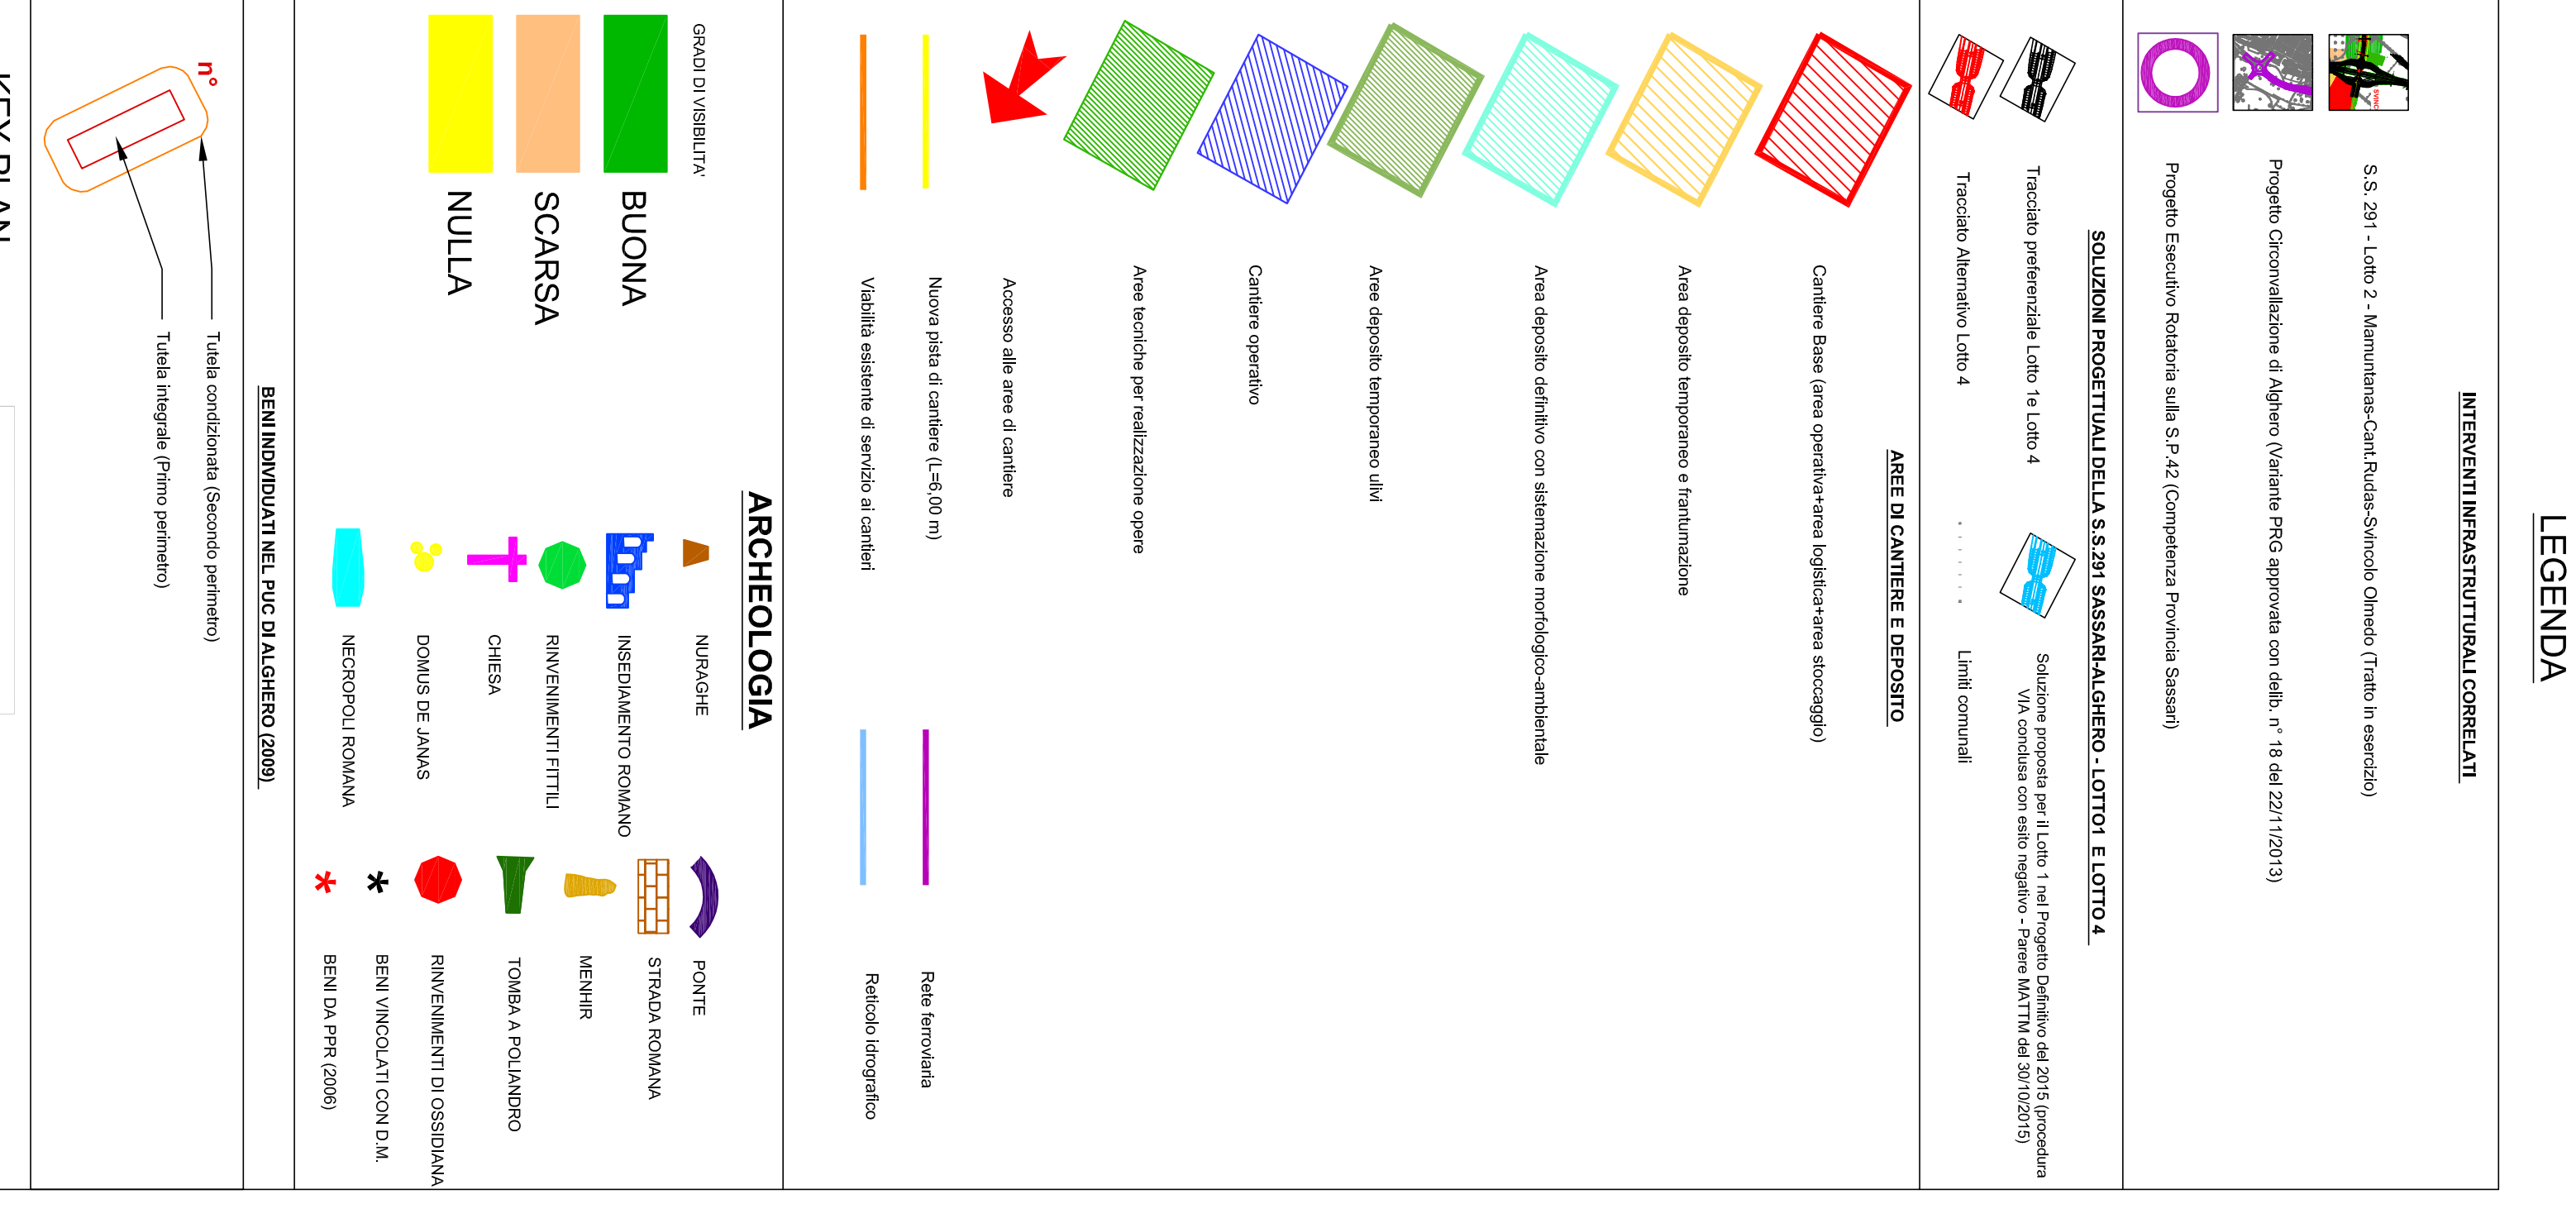 LEGENDA
INTERVENTI INFRASTRUTTURALI CORRELATI
SVINC
S.S. 291 - Lotto 2 - Mamuntanas-Cant.Rudas-Svincolo Olmedo (Tratto in esercizio)
Progetto Circonvallazione di Alghero (Variante PRG approvata con delib. n° 18 del 22/11/2013)
Progetto Esecutivo Rotatoria sulla S.P.42 (Competenza Provincia Sassari)
SOLUZIONI PROGETTUALI DELLA S.S.291 SASSARI-ALGHERO - LOTTO1 E LOTTO 4
Tracciato preferenziale Lotto 1e Lotto 4
Soluzione proposta per il Lotto 1 nel Progetto Definitivo del 2015 (procedura
VIA conclusa con esito negativo - Parere MATTM del 30/10/2015)
Tracciato Alternativo Lotto 4
Limiti comunali
AREE DI CANTIERE E DEPOSITO
Cantiere Base (area operativa+area logistica+area stoccaggio)
Area deposito temporaneo e frantumazione
Area deposito definitivo con sistemazione morfologico-ambientale
Aree deposito temporaneo ulivi
Cantiere operativo
Aree tecniche per realizzazione opere
Accesso alle aree di cantiere
Nuova pista di cantiere (L=6,00 m)
Rete ferroviaria
Viabilità esistente di servizio ai cantieri
Reticolo idrografico
ARCHEOLOGIA
GRADI DI VISIBILITA'
BUONA
SCARSA
NULLA
NURAGHE
INSEDIAMENTO ROMANO
RINVENIMENTI FITTILI
CHIESA
DOMUS DE JANAS
NECROPOLI ROMANA
PONTE
STRADA ROMANA
MENHIR
TOMBA A POLIANDRO
RINVENIMENTI DI OSSIDIANA
* BENI VINCOLATI CON D.M.
* BENI DA PPR (2006)
BENI INDIVIDUATI NEL PUC DI ALGHERO (2009)
n°
Tutela condizionata (Secondo perimetro)
Tutela integrale (Primo perimetro)
KEY PLAN